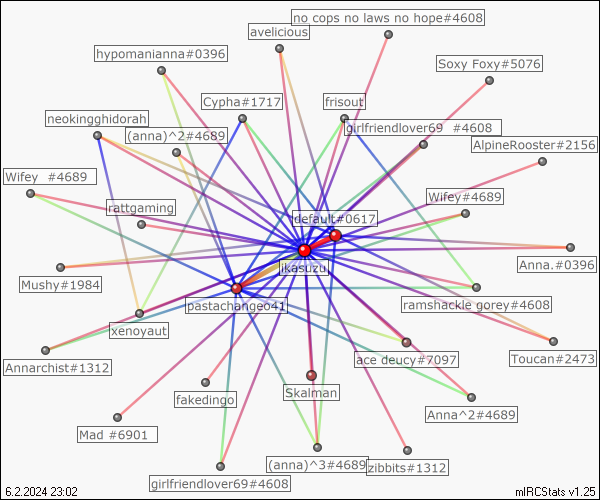 no cops no laws no hope#4608
avelicious
hypomanianna#0396
Soxy Foxy#5076
Cypha#1717
frisout
neokingghidorah
(anna)^2#4689
girlfriendlover69 #4608
AlpineRooster#2156
Wifey #4689
Wifey#4689
rattgaming
default#0617
jkasuzu
Anna.#0396
Mushy#1984
pastachangeo41
ramshackle gorey#4608
xenoyaut
ace deucy#7097
Toucan#2473
Annarchist#1312
Skalman
fakedingo
Anna^2#4689
Mad #6901
(anna)^3#4689
zibbits#1312
girlfriendlover69#4608
6.2.2024 23:02
mIRCStats v1.25